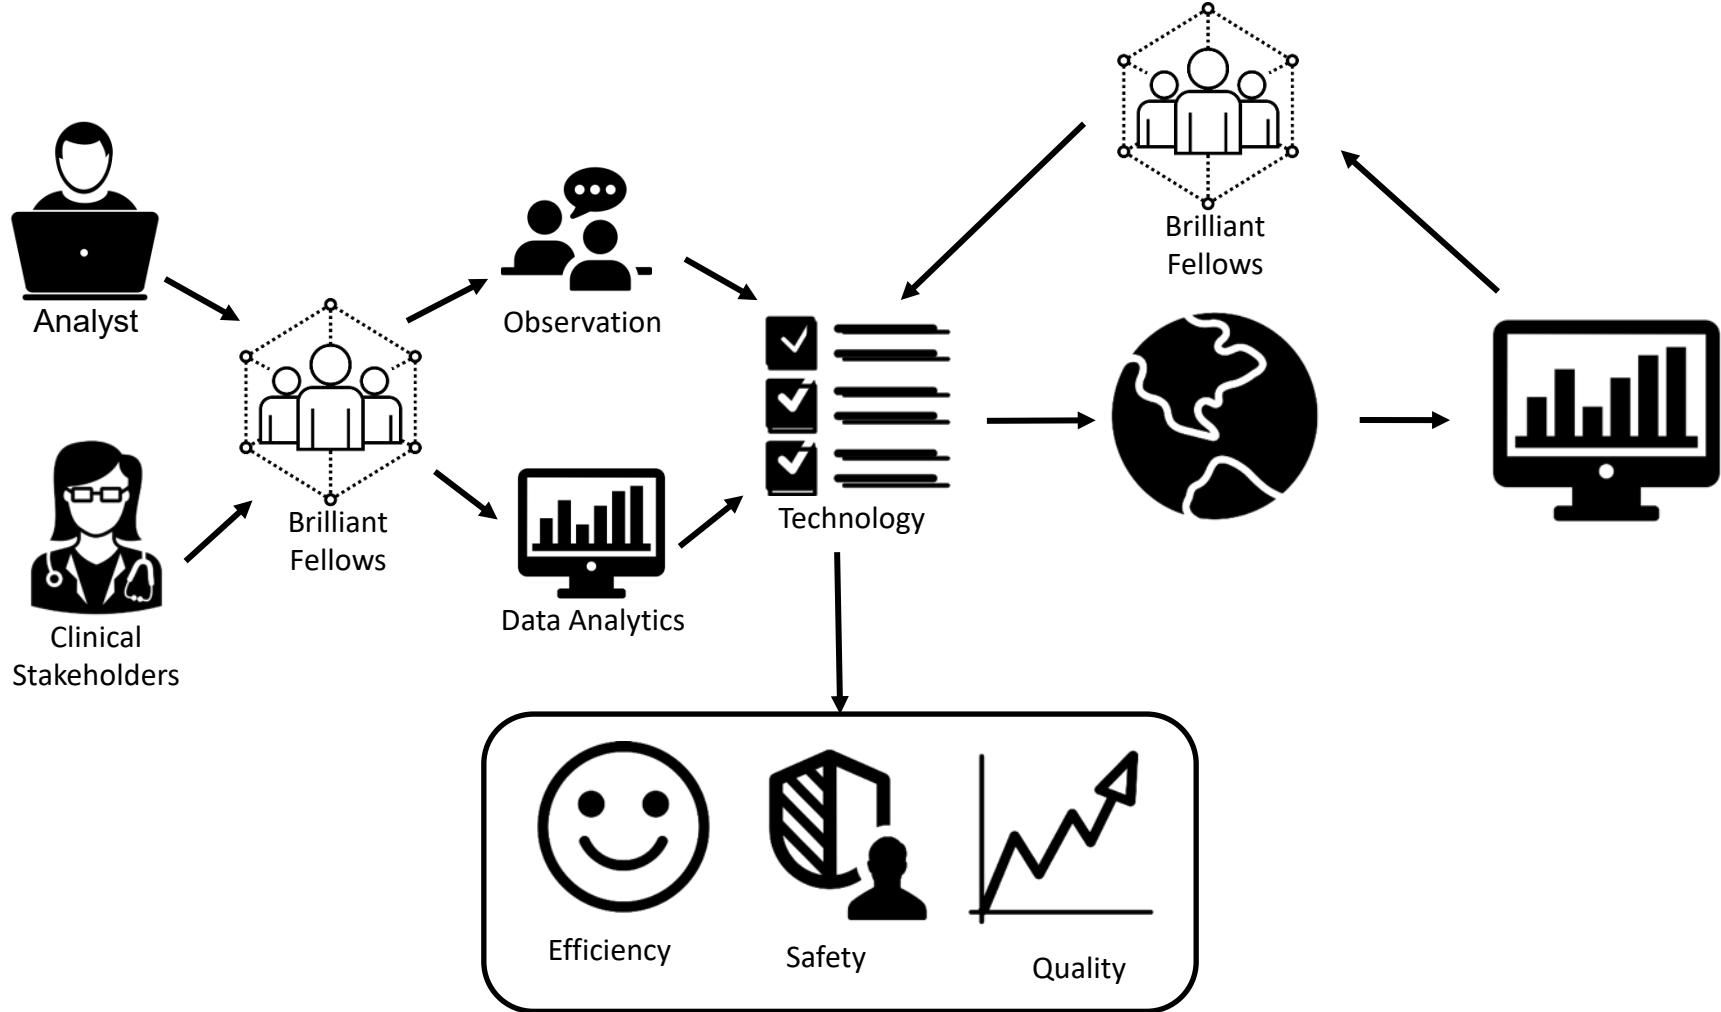 Analyst
Clinical
Stakeholders
Brilliant
Fellows
Observation
Data Analytics
Technology
Brilliant
Fellows
Efficiency
Safety
Quality